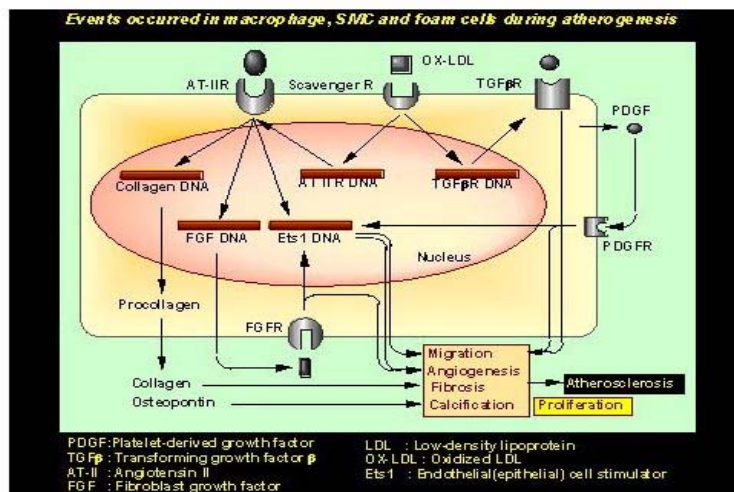 Events occurred in macrophage, SMC and foam cells during atherogenesis
OX-LDL
AT-IIR
Scavenger R
TGFβR
PDGF
Collagen DNA
AT IIR DNA
TGFβR DNA
FGF DNA
Ets1 DNA
PDGFR
Nucleus
Procollagen
FGFR
Migration
Angiogenesis
Collagen
Fibrosis
Atherosclerosis
Osteopontin
Calcification
Proliferation
PDGF:Platelet-derived growth factor
TGFβ : Transforming growth factor β
AT-II : Angiotensin II
FGF : Fibroblast growth factor
LDL : Low-density lipoprotein
OX-LDL : Oxidized LDL
Ets1 : Endothelial(epithelial) cell stimulator